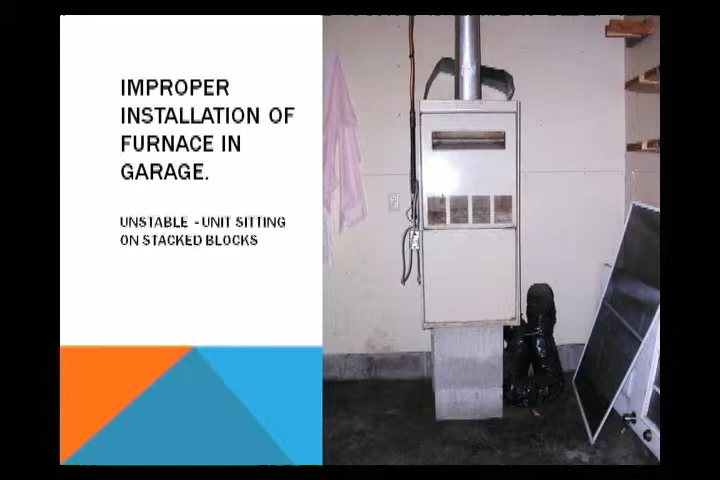 IMPROPER
INSTALLATION OF
FURNACE IN
GARAGE.
UNSTABLE - UNIT SITTING
ON STACKED BLOCKS